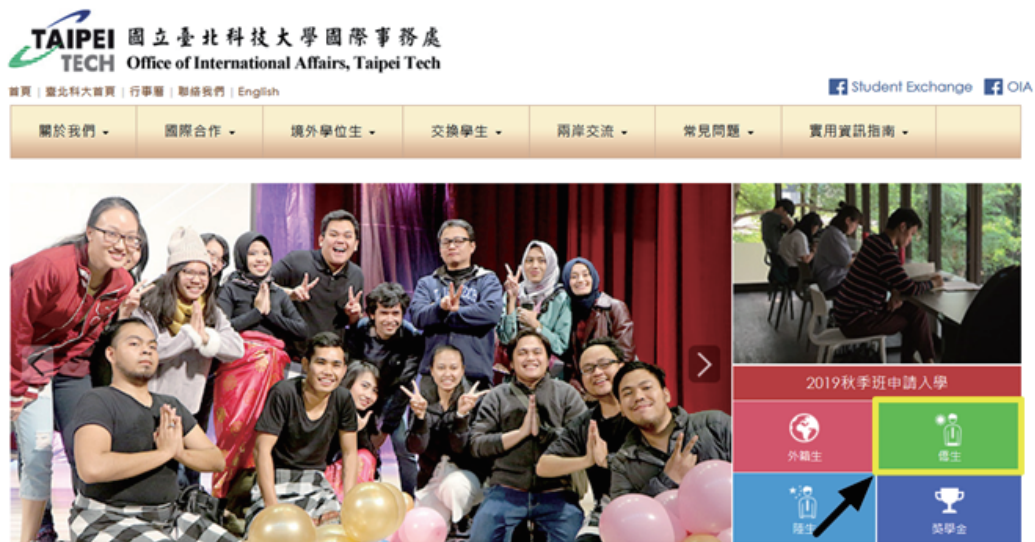 TAIPEI
TECH
國立臺北科技大學國際事務處
Office of International Affairs, Taipei Tech
首頁 | 臺北科大首頁 | 行事曆 | 聯絡我們 | English
Student Exchange OIA
關於我們 國際合作 境外學位生 交換學生 兩岸交流 常見問題 實用資訊指南
2019秋季班申請入學
外籍生 僑生
陸生 獎學金